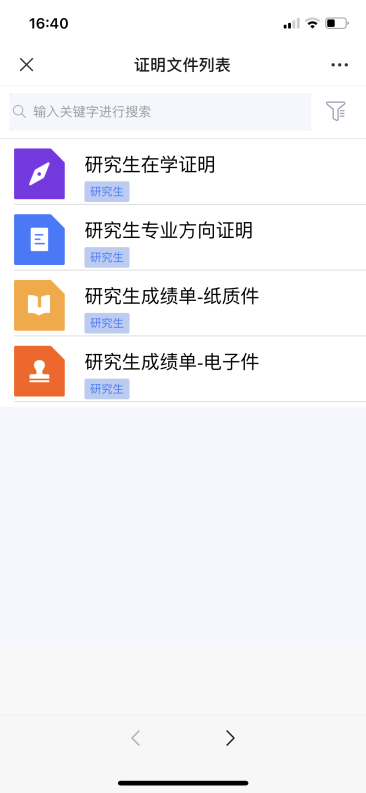 16:40
证明文件列表
输入关键字进行搜索
研究生在学证明
研究生
研究生专业方向证明
研究生
研究生成绩单-纸质件
研究生
研究生成绩单-电子件
研究生